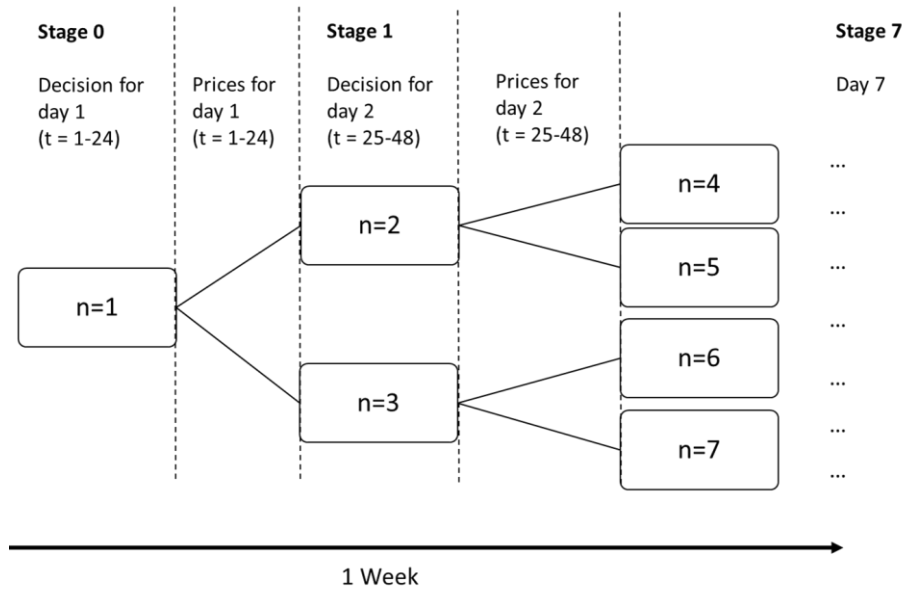 Stage 0
Decision for
day 1
(t = 1-24)
Prices for
day 1
(t = 1-24)
Stage 1
Decision for
day 2
(t = 25-48)
Prices for
day 2
(t = 25-48)
Stage 7
Day 7
n=1
n=2
n=3
n=4
n=5
n=6
n=7
...
...
...
...
...
...
...
1 Week